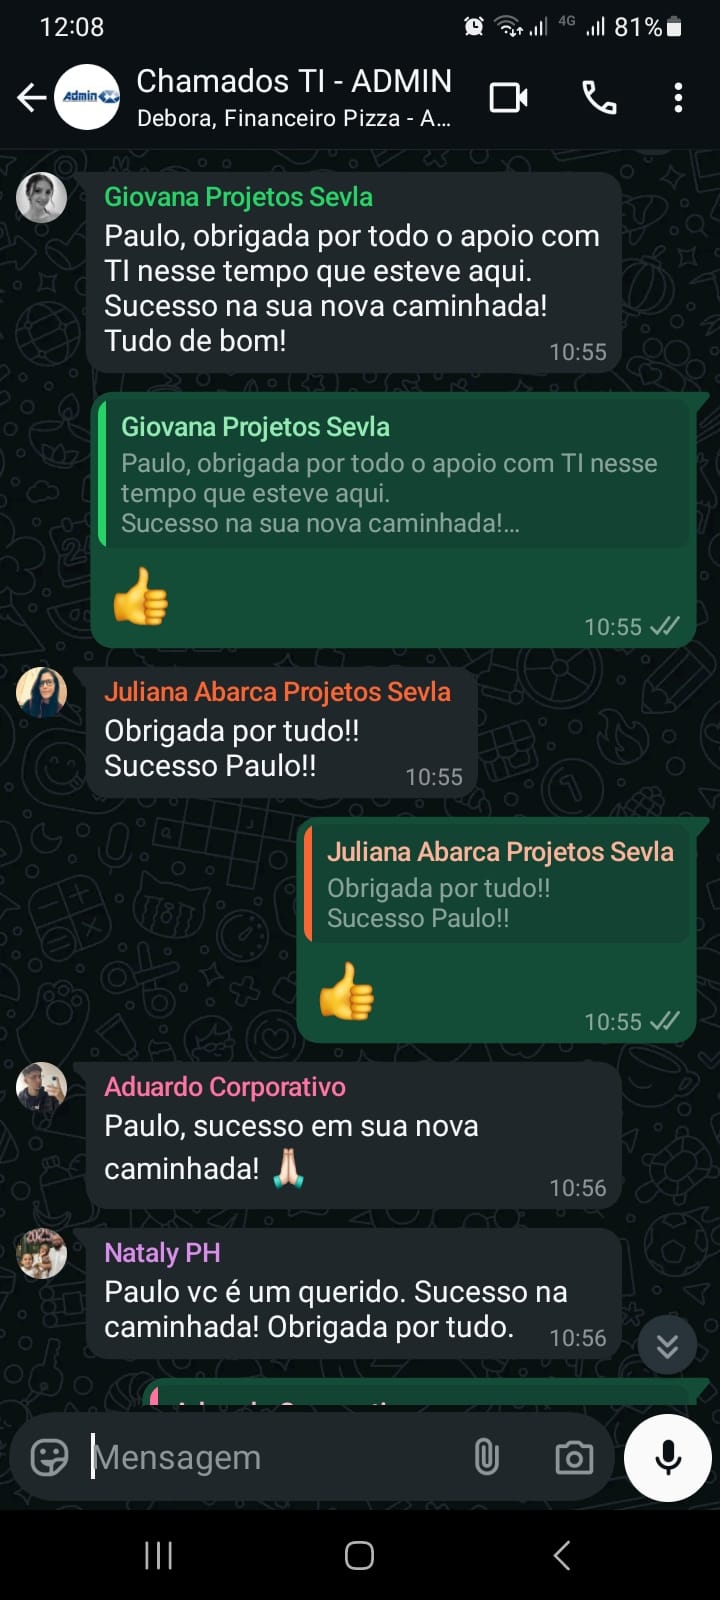 12:08
4G
81%
Admin
Chamados TI - ADMIN
Debora, Financeiro Pizza - A...
Giovana Projetos Sevla
Paulo, obrigada por todo o apoio com
TI nesse tempo que esteve aqui.
Sucesso na sua nova caminhada!
Tudo de bom!
10:55
Giovana Projetos Sevla
Paulo, obrigada por todo o apoio com TI nesse
tempo que esteve aqui.
Sucesso na sua nova caminhada!...
👍
10:55
Juliana Abarca Projetos Sevla
Obrigada por tudo!!
Sucesso Paulo!!
10:55
Juliana Abarca Projetos Sevla
Obrigada por tudo!!
Sucesso Paulo!!
👍
10:55
Aduardo Corporativo
Paulo, sucesso em sua nova
caminhada! 🙏🏻
10:56
Nataly PH
Paulo vc é um querido. Sucesso na
caminhada! Obrigada por tudo.
10:56
Mensagem